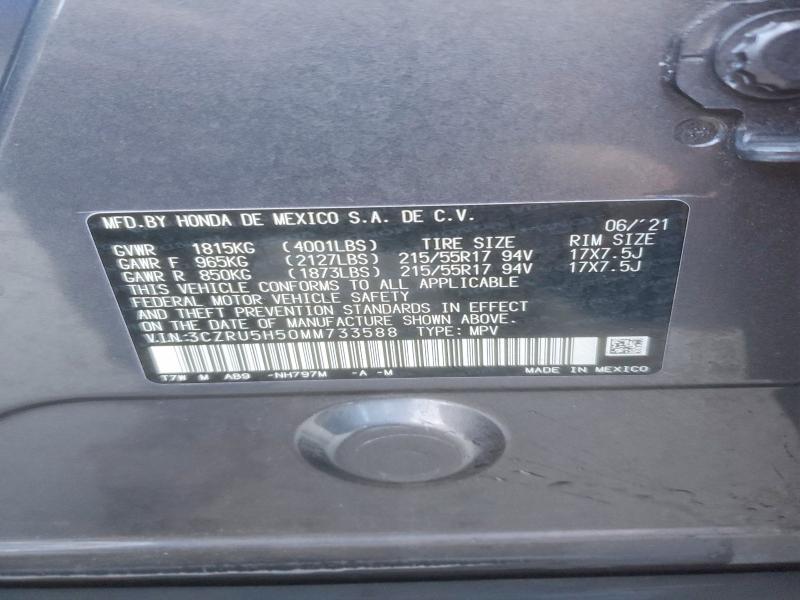 MFD.BY HONDA DE MEXICO S.A. DE C.V. 06/'21
GVWR 1815KG (4001LBS) TIRE SIZE RIM SIZE
GAWR F 965KG (2127LBS) 215/55R17 94V 17X7.5J
GAWR R 850KG (1873LBS) 215/55R17 94V 17X7.5J
THIS VEHICLE CONFORMS TO ALL APPLICABLE
FEDERAL MOTOR VEHICLE SAFETY
AND THEFT PREVENTION STANDARDS IN EFFECT
ON THE DATE OF MANUFACTURE SHOWN ABOVE.
V.I.N:3CZRU5H50MM733588 TYPE: MPV
T7W M AB9 -NH797M -A -M MADE IN MEXICO